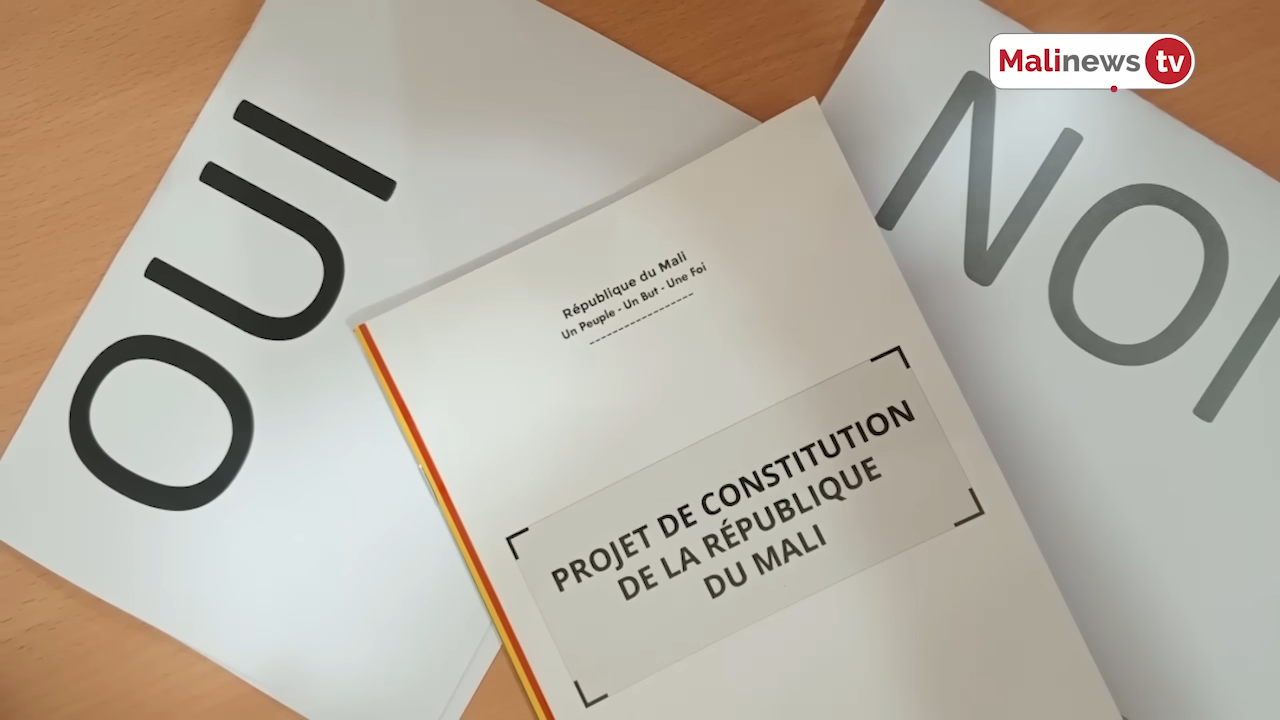 Malinews tv
OUI
NON
République du Mali
Un Peuple - Un But - Une Foi
------------------
PROJET DE CONSTITUTION
DE LA RÉPUBLIQUE
DU MALI